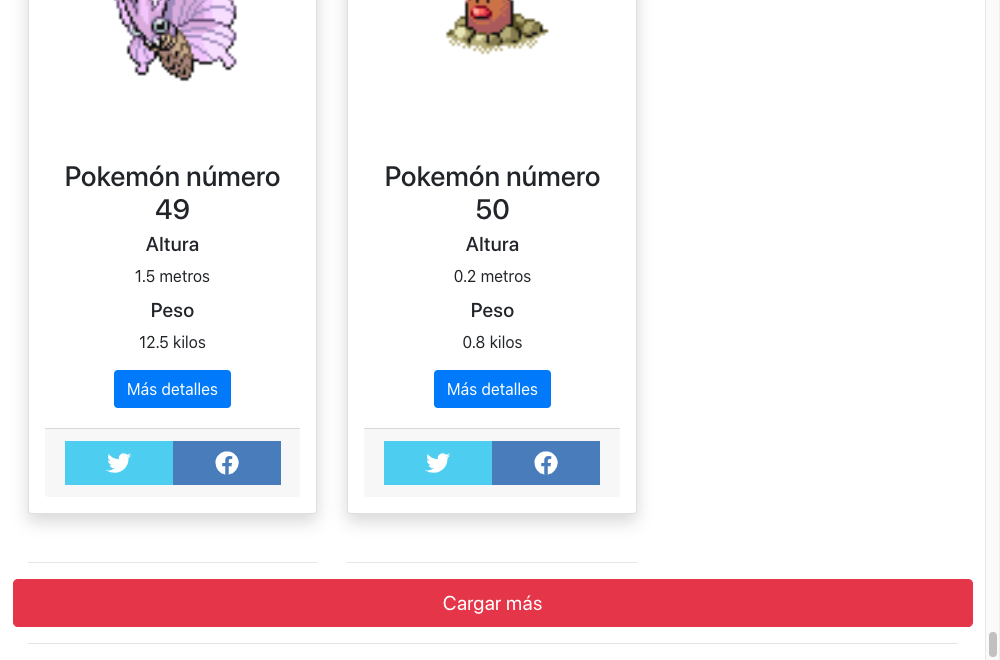 Pokemón número
49
Altura
1.5 metros
Peso
12.5 kilos
Más detalles
Pokemón número
50
Altura
0.2 metros
Peso
0.8 kilos
Más detalles
Cargar más